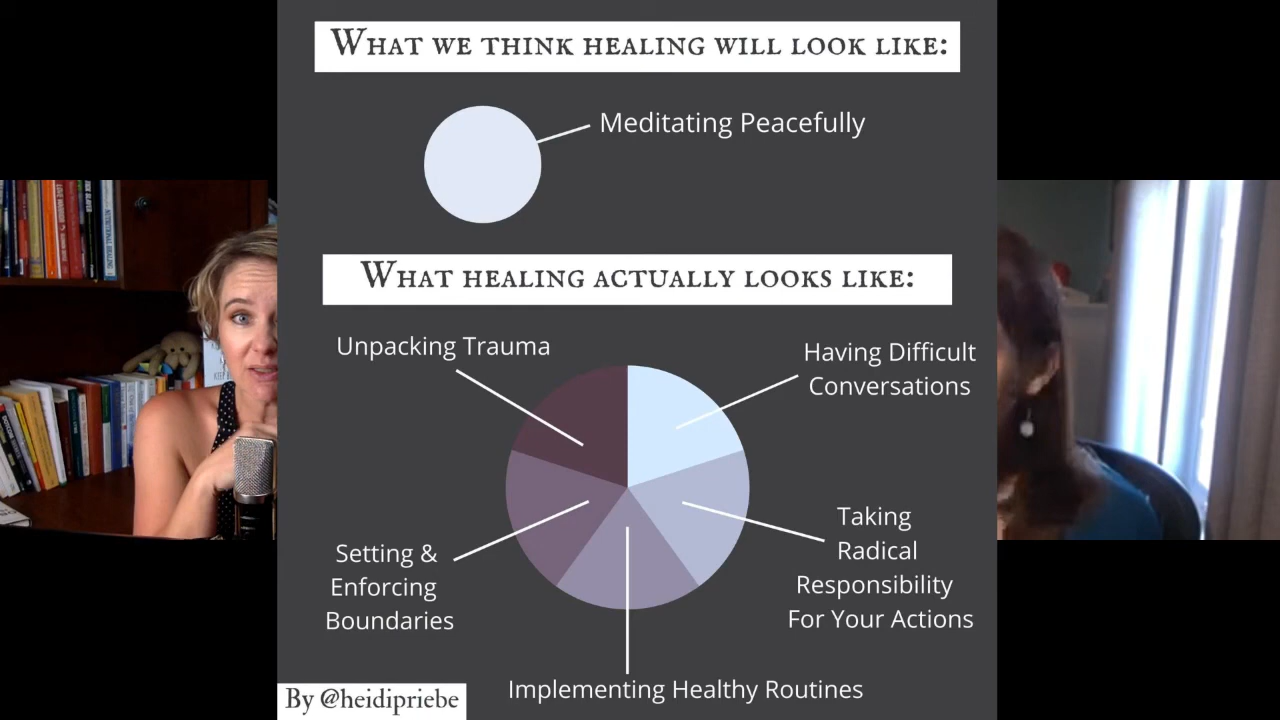 What we think healing will look like:
Meditating Peacefully
What healing actually looks like:
Unpacking Trauma
Having Difficult
Conversations
Setting &
Enforcing
Boundaries
Taking
Radical
Responsibility
For Your Actions
Implementing Healthy Routines
By @heidipriebe